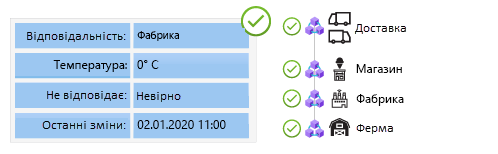 Відповідальність: Фабрика
Температура: 0° C
Не відповідає: Невірно
Останні зміни: 02.01.2020 11:00
Доставка
Магазин
Фабрика
Ферма